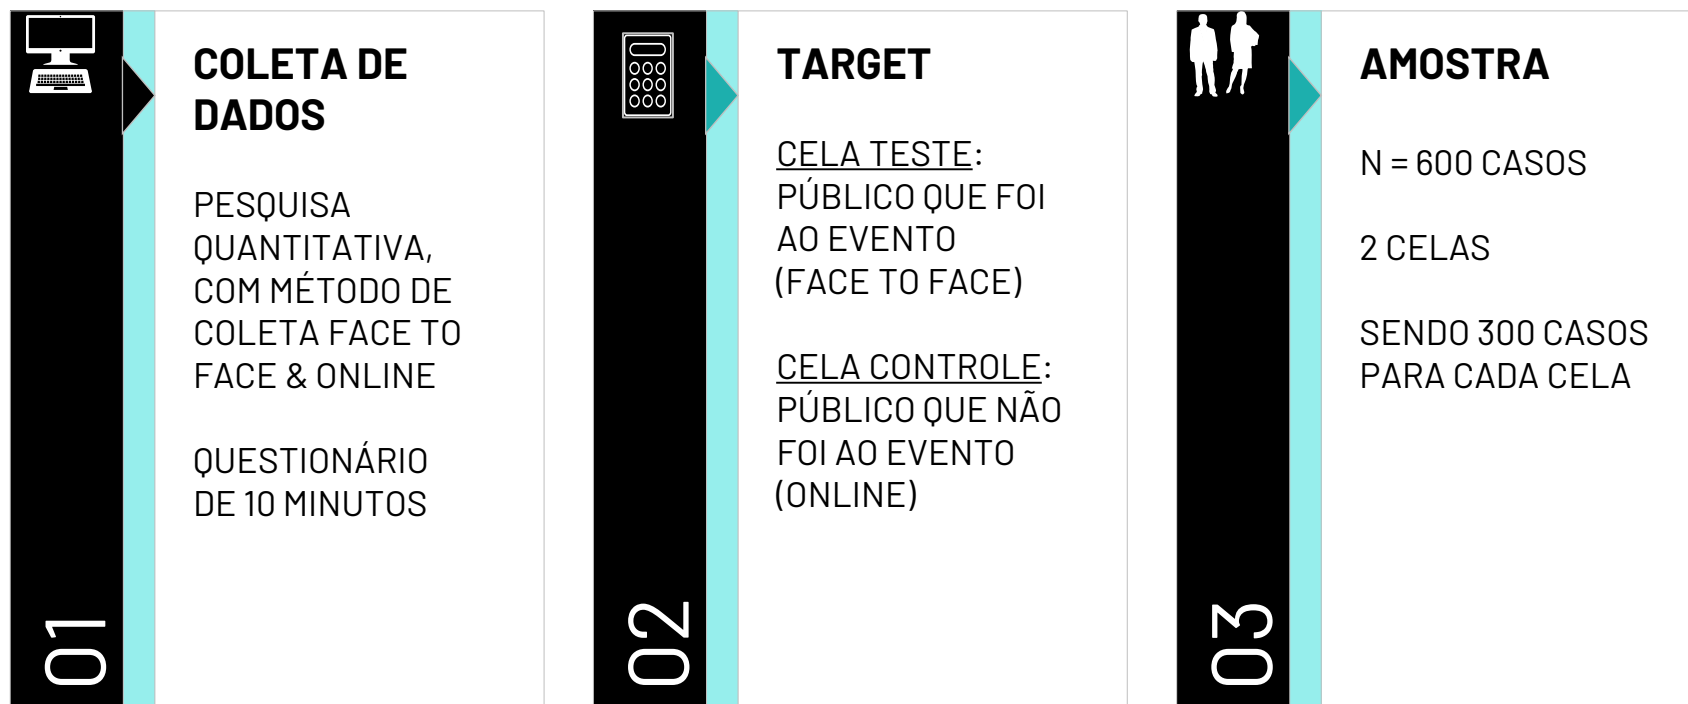 COLETA DE
DADOS
PESQUISA
QUANTITATIVA,
COM MÉTODO DE
COLETA FACE TO
FACE & ONLINE
QUESTIONÁRIO
DE 10 MINUTOS
01
TARGET
CELA TESTE:
PÚBLICO QUE FOI
AO EVENTO
(FACE TO FACE)
CELA CONTROLE:
PÚBLICO QUE NÃO
FOI AO EVENTO
(ONLINE)
02
AMOSTRA
N = 600 CASOS
2 CELAS
SENDO 300 CASOS
PARA CADA CELA
03